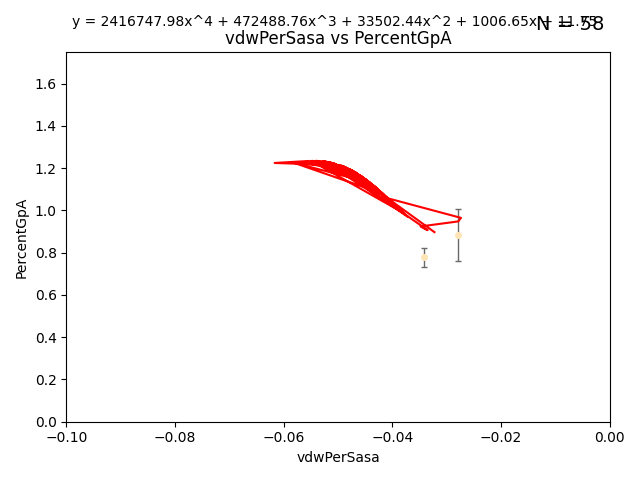 y = 2416747.98x^4 + 472488.76x^3 + 33502.44x^2 + 1006.65x + 11.75
N = 58
vdwPerSasa vs PercentGpA
1.6
1.4
1.2
1.0
0.8
0.6
0.4
0.2
0.0
PercentGpA
−0.10 −0.08 −0.06 −0.04 −0.02 0.00
vdwPerSasa